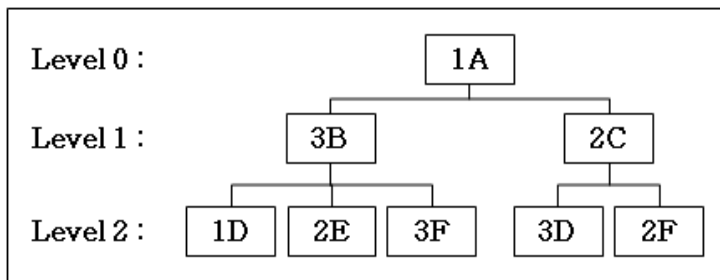 Level 0 : 1A
Level 1 : 3B 2C
Level 2 : 1D 2E 3F 3D 2F